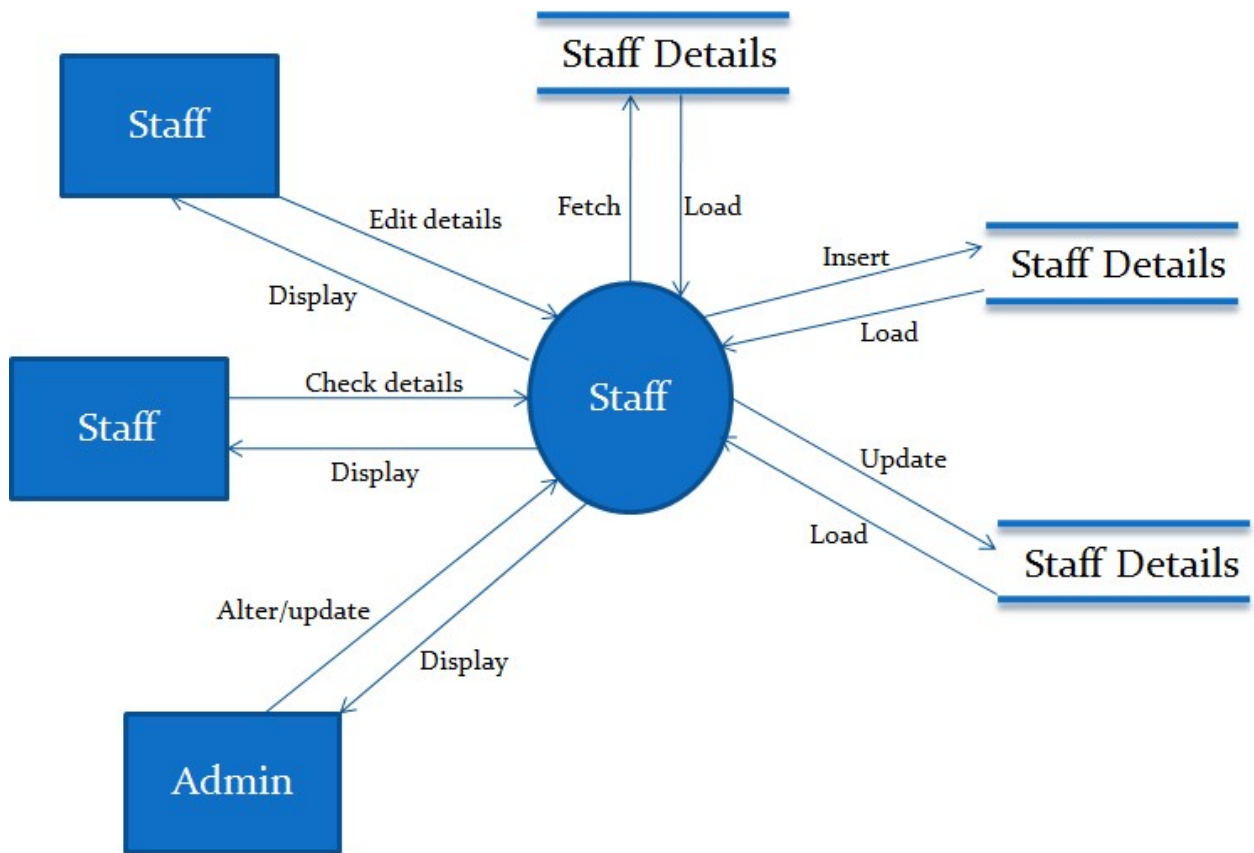 Staff Details
Staff
Edit details
Fetch
Load
Insert
Staff Details
Display
Load
Check details
Staff
Staff
Display
Update
Load
Staff Details
Alter/update
Display
Admin